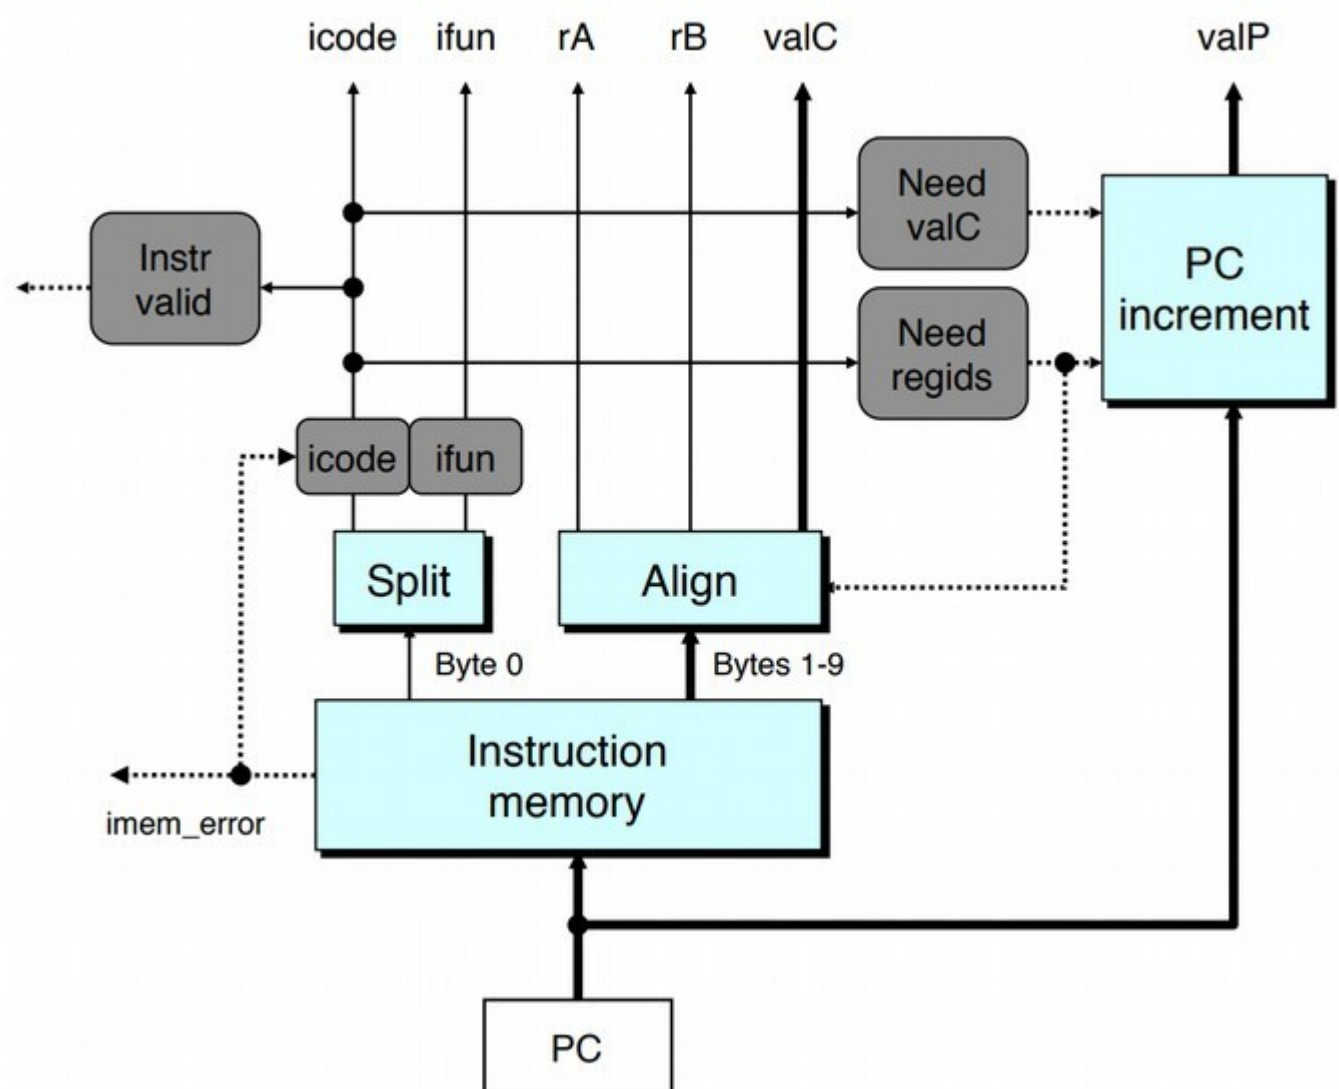 icode ifun rA rB valC valP
Need
valC
Instr
valid
PC
increment
Need
regids
icode ifun
Split
Align
Byte 0
Bytes 1-9
Instruction
memory
imem_error
PC